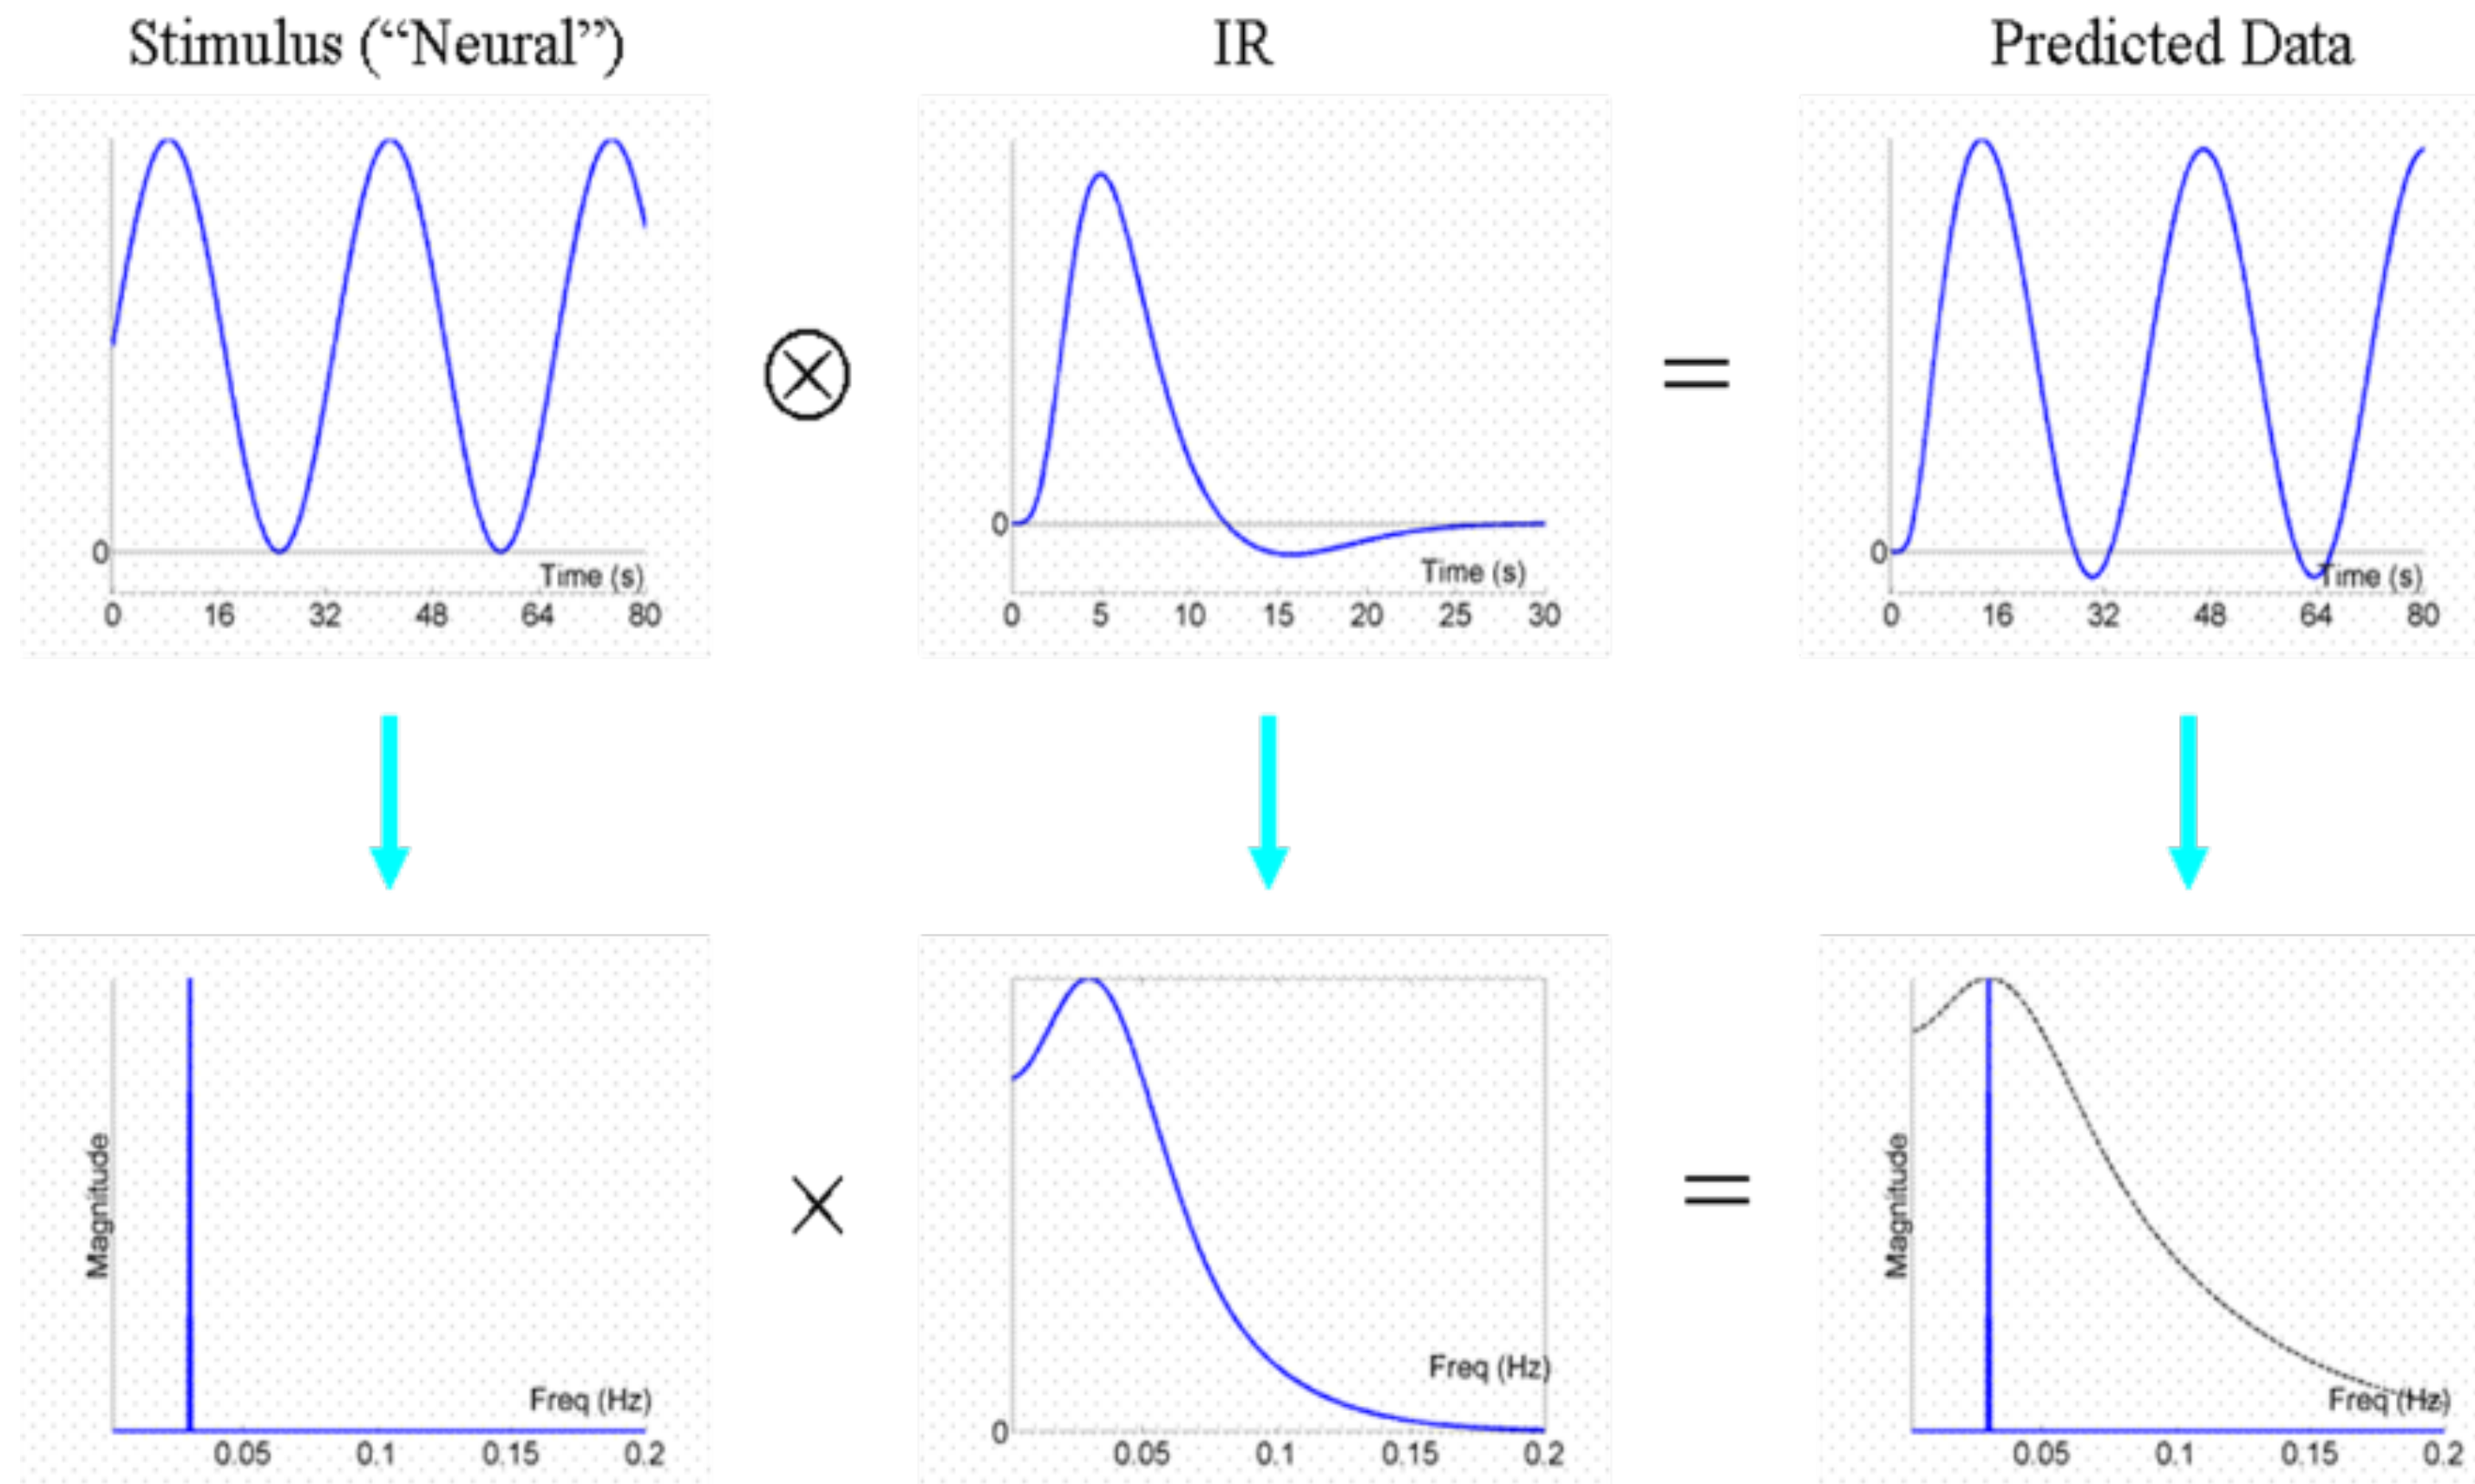 Stimulus (“Neural”)
IR
Predicted Data
0
Time (s)
0 16 32 48 64 80
⊗
0
Time (s)
0 5 10 15 20 25 30
=
0
Time (s)
0 16 32 48 64 80
Magnitude
Freq (Hz)
0.05 0.1 0.15 0.2
×
0
Freq (Hz)
0.05 0.1 0.15 0.2
=
Magnitude
Freq (Hz)
0.05 0.1 0.15 0.2